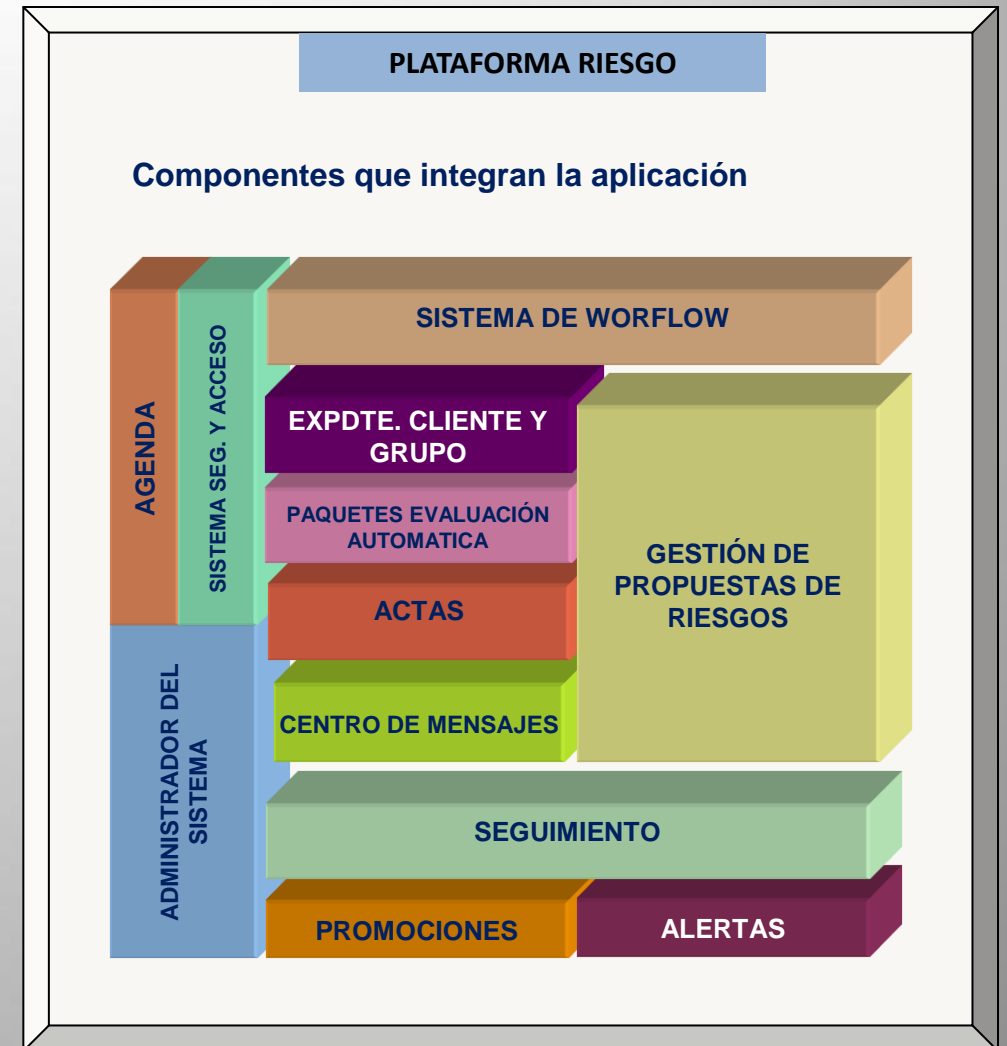 PLATAFORMA RIESGO
Componentes que integran la aplicación
AGENDA
SISTEMA SEG. Y ACCESO
SISTEMA DE WORFLOW
EXPDTE. CLIENTE Y
GRUPO
PAQUETES EVALUACIÓN
AUTOMATICA
ACTAS
CENTRO DE MENSAJES
GESTIÓN DE
PROPUESTAS DE
RIESGOS
ADMINISTRADOR DEL
SISTEMA
SEGUIMIENTO
PROMOCIONES
ALERTAS